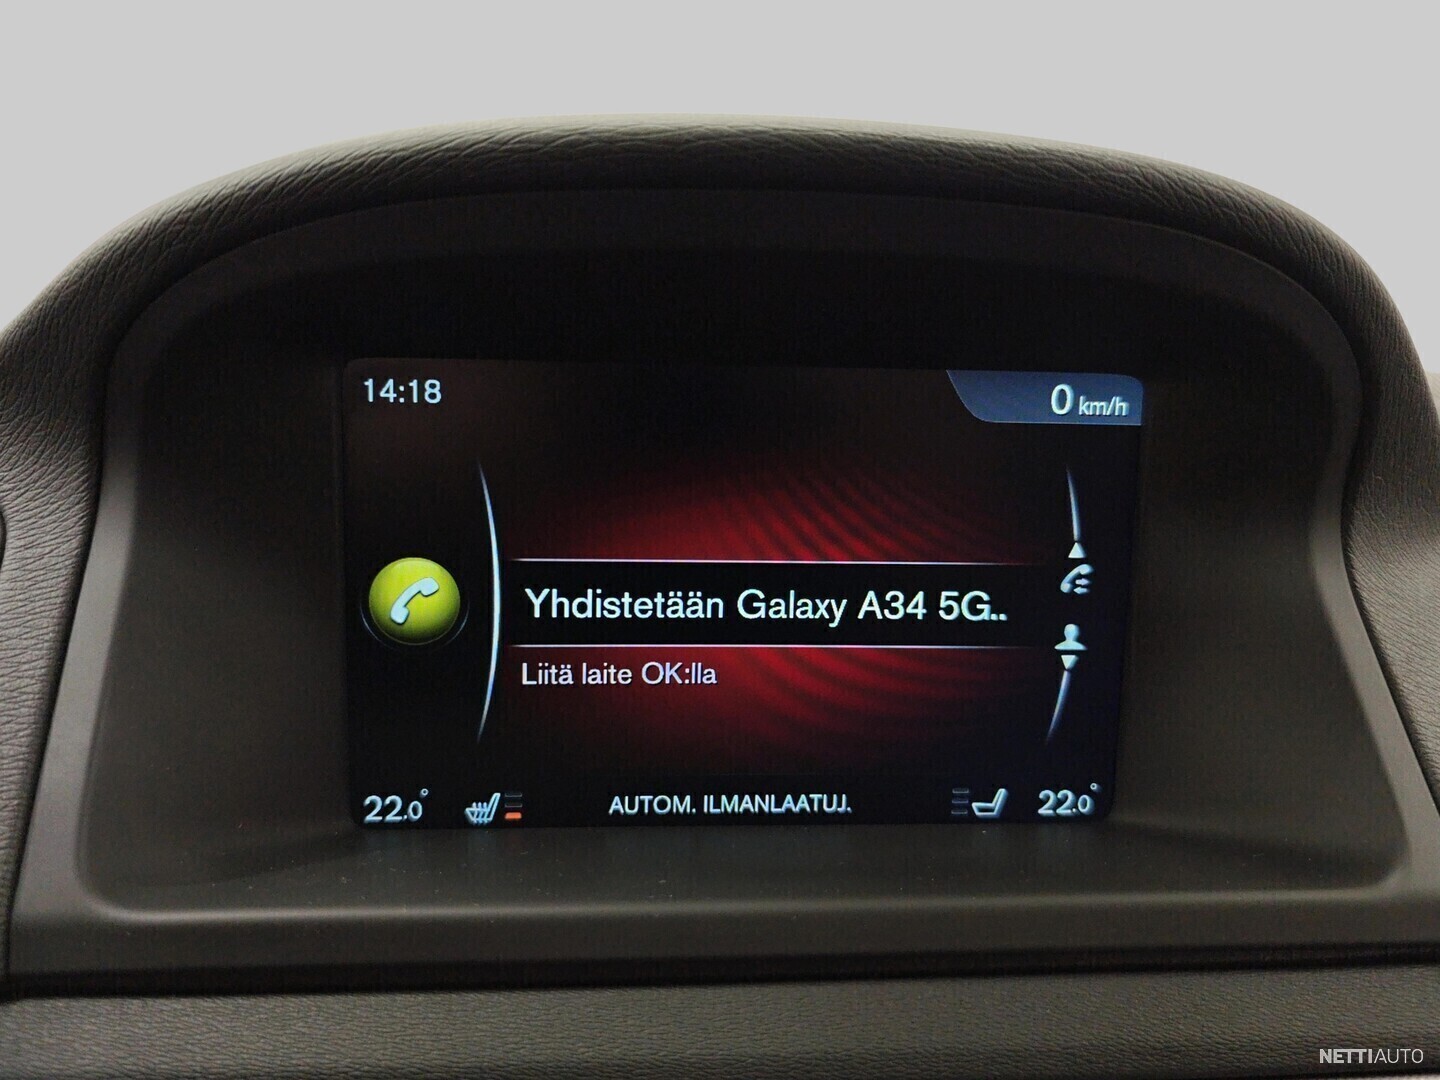 14:18
0 km/h
Yhdistetään Galaxy A34 5G..
Liitä laite OK:lla
22.0°
AUTOM. ILMANLAATUJ.
22.0°
NETTIAUTO